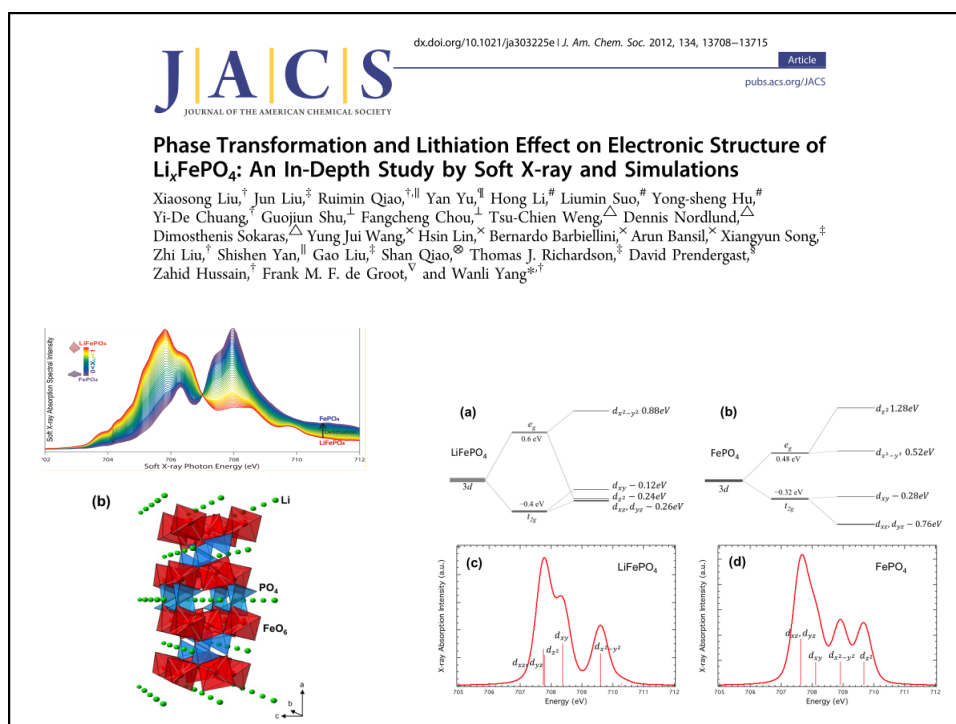 dx.doi.org/10.1021/ja303225e | J. Am. Chem. Soc. 2012, 134, 13708−13715
Article
pubs.acs.org/JACS
J|A|C|S
JOURNAL OF THE AMERICAN CHEMICAL SOCIETY
Phase Transformation and Lithiation Effect on Electronic Structure of
LixFePO4: An In-Depth Study by Soft X-ray and Simulations
Xiaosong Liu,† Jun Liu,‡ Ruimin Qiao,†,∥ Yan Yu,¶ Hong Li,# Liumin Suo,# Yong-sheng Hu,#
Yi-De Chuang,† Guojiun Shu,⊥ Fangcheng Chou,⊥ Tsu-Chien Weng,△ Dennis Nordlund,△
Dimosthenis Sokaras,△ Yung Jui Wang,× Hsin Lin,× Bernardo Barbiellini,× Arun Bansil,× Xiangyun Song,‡
Zhi Liu,† Shishen Yan,∥ Gao Liu,‡ Shan Qiao,⊗ Thomas J. Richardson,‡ David Prendergast,§
Zahid Hussain,† Frank M. F. de Groot,∇ and Wanli Yang*,†
Soft X-ray Absorption Spectral Intensity
LiFePO4
FePO4
FePO4
LiFePO4
702 704 706 708 710 712
Soft X-ray Photon Energy (eV)
(b)
Li
PO4
FeO6
a
b
c
(a)
LiFePO4
3d
eg
0.6 eV
−0.4 eV
t2g
dx²−y² 0.88eV
dxy − 0.12eV
dz² − 0.24eV
dxz, dyz − 0.26eV
(b)
FePO4
3d
eg
0.48 eV
−0.32 eV
t2g
dz² 1.28eV
dx²−y² 0.52eV
dxy − 0.28eV
dxz, dyz − 0.76eV
(c)
LiFePO4
X-ray Absorption Intensity (a.u.)
dxz, dyz
dz²
dxy
dx²−y²
705 706 707 708 709 710 711 712
Energy (eV)
(d)
FePO4
X-ray Absorption Intensity (a.u.)
dxz, dyz
dxy
dx²−y²
dz²
705 706 707 708 709 710 711 712
Energy (eV)